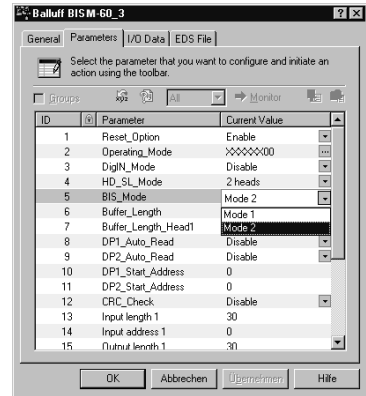 Balluff BIS M-60_3
General Parameters I/O Data EDS File
Select the parameter that you want to configure and initiate an
action using the toolbar.
Groups All Monitor
ID Parameter Current Value
1 Reset_Option Enable
2 Operating_Mode XXXXXX00
3 DigIN_Mode Disable
4 HD_SL_Mode 2 heads
5 BIS_Mode Mode 2
6 Buffer_Length Mode 1
7 Buffer_Length_Head1 Mode 2
8 DP1_Auto_Read Disable
9 DP2_Auto_Read Disable
10 DP1_Start_Address 0
11 DP2_Start_Address 0
12 CRC_Check Disable
13 Input length 1 30
14 Input address 1 0
15 Output length 1 30
OK Abbrechen Übernehmen Hilfe